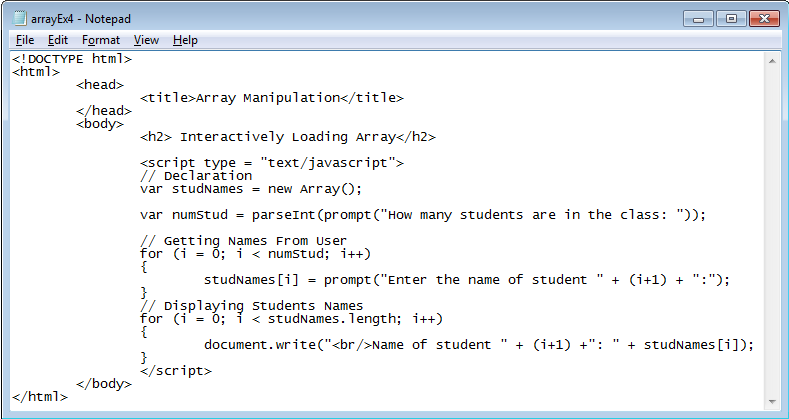 arrayEx4 - Notepad
File Edit Format View Help
<!DOCTYPE html>
<html>
<head>
<title>Array Manipulation</title>
</head>
<body>
<h2> Interactively Loading Array</h2>
<script type = "text/javascript">
// Declaration
var studNames = new Array();
var numStud = parseInt(prompt("How many students are in the class: "));
// Getting Names From User
for (i = 0; i < numStud; i++)
{
studNames[i] = prompt("Enter the name of student " + (i+1) + ":");
}
// Displaying Students Names
for (i = 0; i < studNames.length; i++)
{
document.write("<br/>Name of student " + (i+1) +": " + studNames[i]);
}
</script>
</body>
</html>